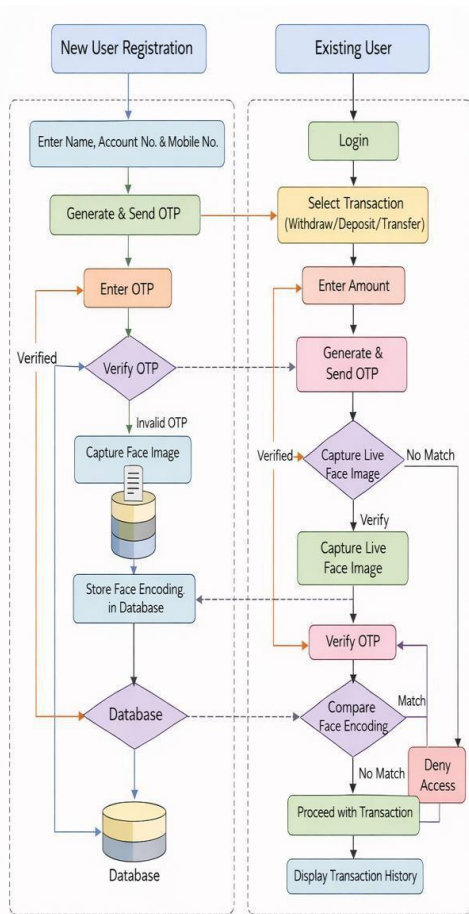 New User Registration
Enter Name, Account No. & Mobile No.
Generate & Send OTP
Enter OTP
Verified
Verify OTP
Invalid OTP
Capture Face Image
Store Face Encoding
in Database
Database
Database
Existing User
Login
Select Transaction
(Withdraw/Deposit/Transfer)
Enter Amount
Generate &
Send OTP
Verified
Capture Live
Face Image
No Match
Verify
Capture Live
Face Image
Verify OTP
Compare
Face Encoding
Match
No Match
Deny
Access
Proceed with Transaction
Display Transaction History